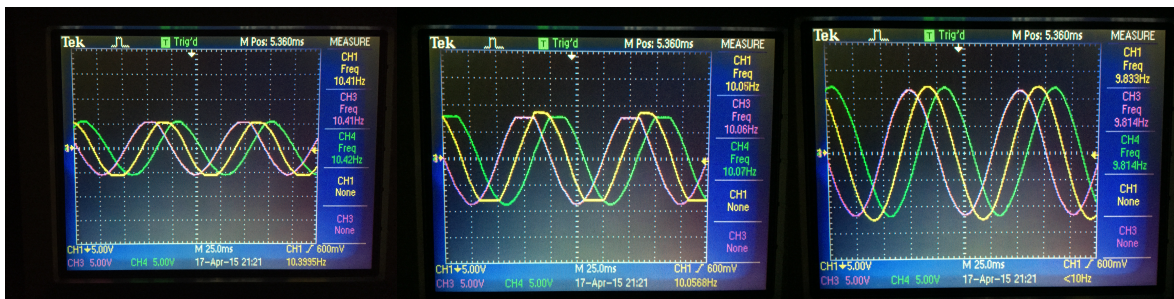 Tek T Trig'd M Pos: 5.360ms MEASURE
CH1
Freq
10.41Hz
CH3
Freq
10.41Hz
CH4
Freq
10.42Hz
CH1
None
CH3
None
CH1 5.00V M 25.0ms CH1 600mV
CH3 5.00V CH4 5.00V 17-Apr-15 21:21 10.3995Hz
Tek T Trig'd M Pos: 5.360ms MEASURE
CH1
Freq
10.05Hz
CH3
Freq
10.06Hz
CH4
Freq
10.07Hz
CH1
None
CH3
None
CH1 5.00V M 25.0ms CH1 600mV
CH3 5.00V CH4 5.00V 17-Apr-15 21:21 10.0568Hz
Tek T Trig'd M Pos: 5.360ms MEASURE
CH1
Freq
9.833Hz
CH3
Freq
9.814Hz
CH4
Freq
9.814Hz
CH1
None
CH3
None
CH1 5.00V M 25.0ms CH1 600mV
CH3 5.00V CH4 5.00V 17-Apr-15 21:21 <10Hz